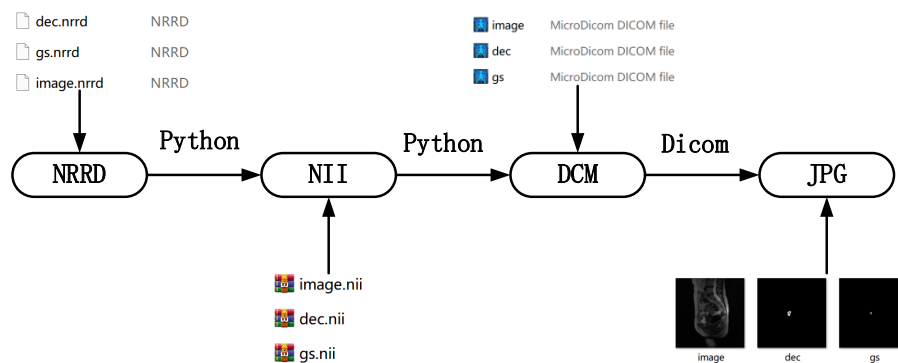 dec.nrrd NRRD
gs.nrrd NRRD
image.nrrd NRRD
image MicroDicom DICOM file
dec MicroDicom DICOM file
gs MicroDicom DICOM file
Python
Python
Dicom
NRRD
NII
DCM
JPG
image.nii
dec.nii
gs.nii
image
dec
gs